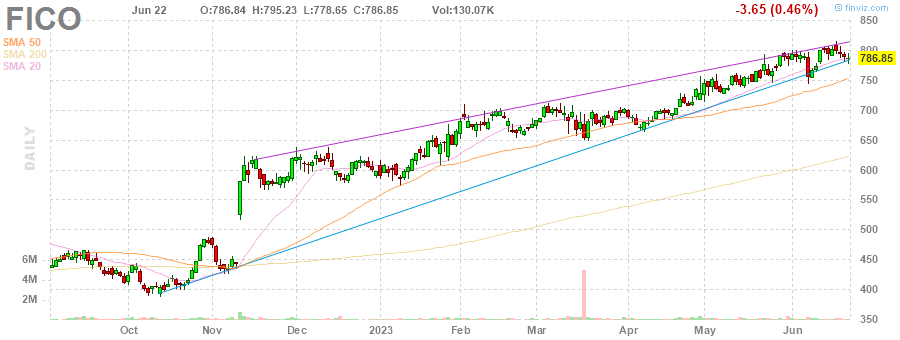 FICO Jun 22 O:786.84 H:795.23 L:778.65 C:786.85 Vol:130.07K -3.65 (0.46%) © finviz.com
SMA 50
SMA 200
SMA 20
DAILY
850
800
786.85
750
700
650
600
550
500
450
400
350
6M
4M
2M
Oct Nov Dec 2023 Feb Mar Apr May Jun